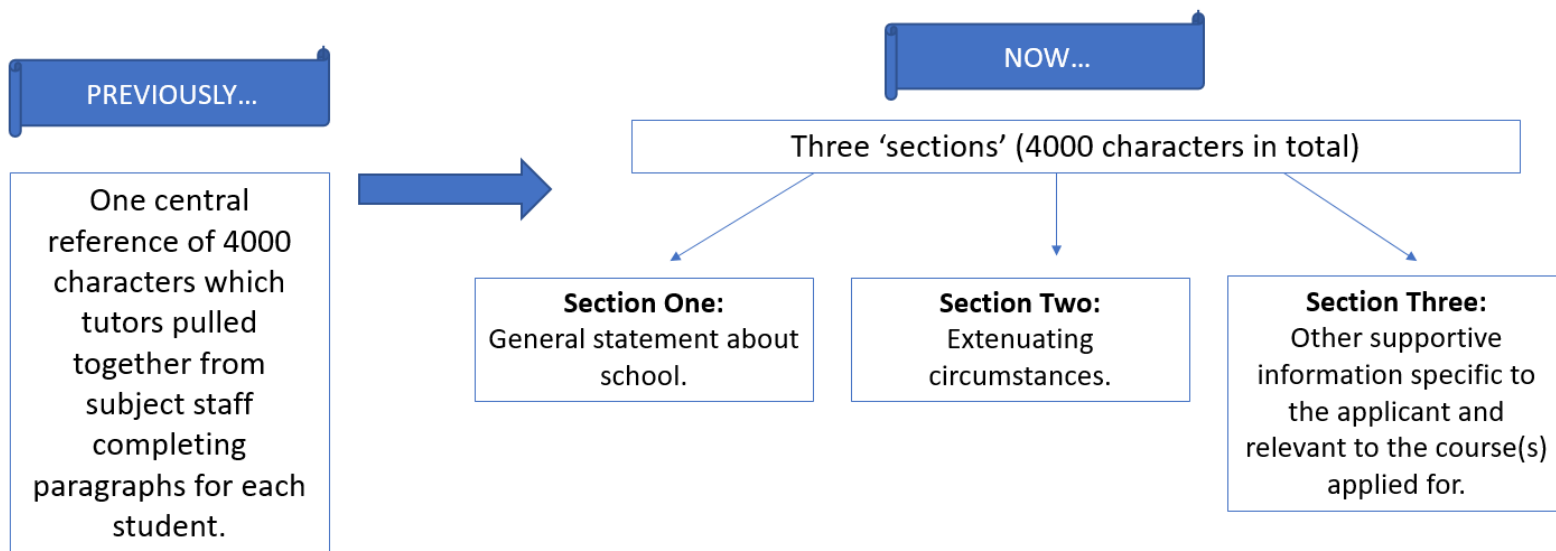 PREVIOUSLY…
One central
reference of 4000
characters which
tutors pulled
together from
subject staff
completing
paragraphs for each
student.
NOW…
Three ‘sections’ (4000 characters in total)
Section One:
General statement about
school.
Section Two:
Extenuating
circumstances.
Section Three:
Other supportive
information specific to
the applicant and
relevant to the course(s)
applied for.